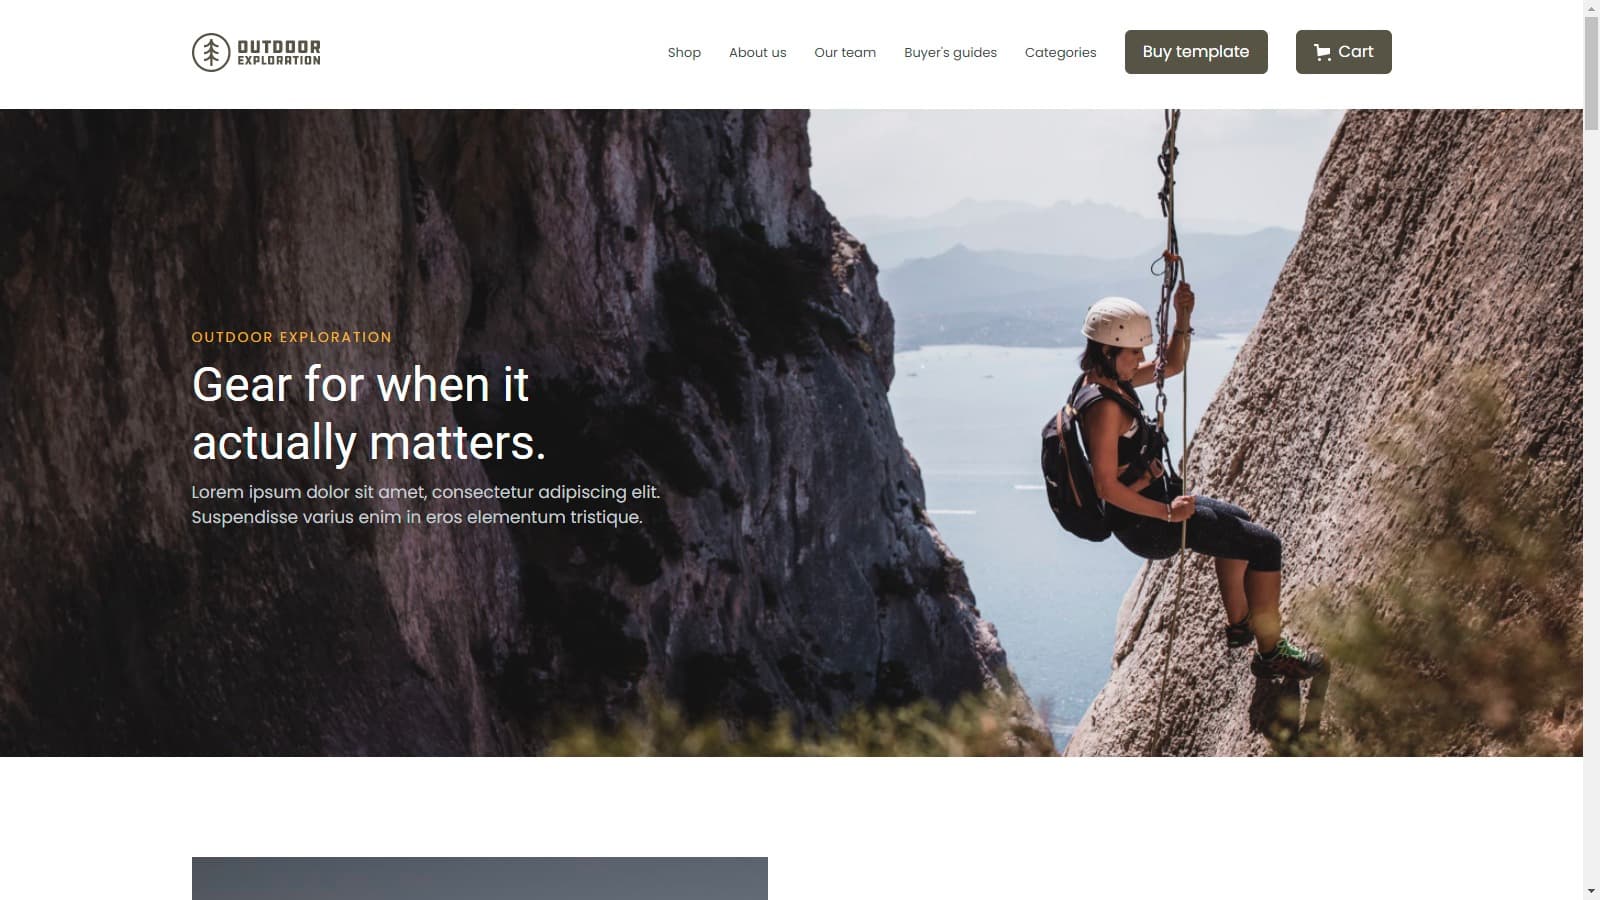 OUTDOOR
EXPLORATION
Shop
About us
Our team
Buyer's guides
Categories
Buy template
Cart
OUTDOOR EXPLORATION
Gear for when it
actually matters.
Lorem ipsum dolor sit amet, consectetur adipiscing elit.
Suspendisse varius enim in eros elementum tristique.